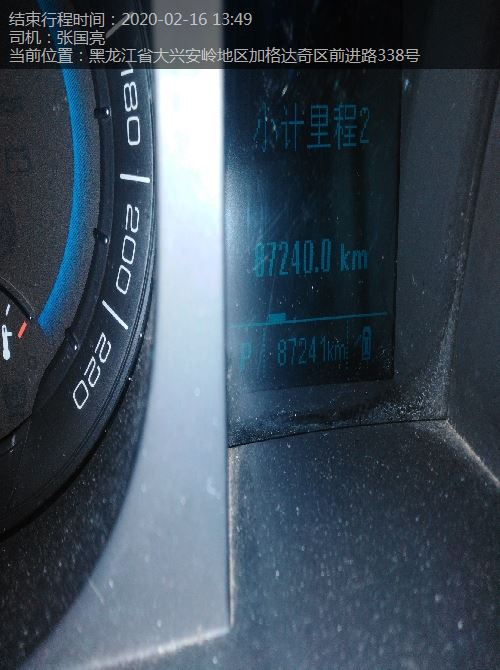 结束行程时间：2020-02-16 13:49
司机：张国亮
当前位置：黑龙江省大兴安岭地区加格达奇区前进路338号
180
200
220
小计里程2
87240.0 km
P 87241km